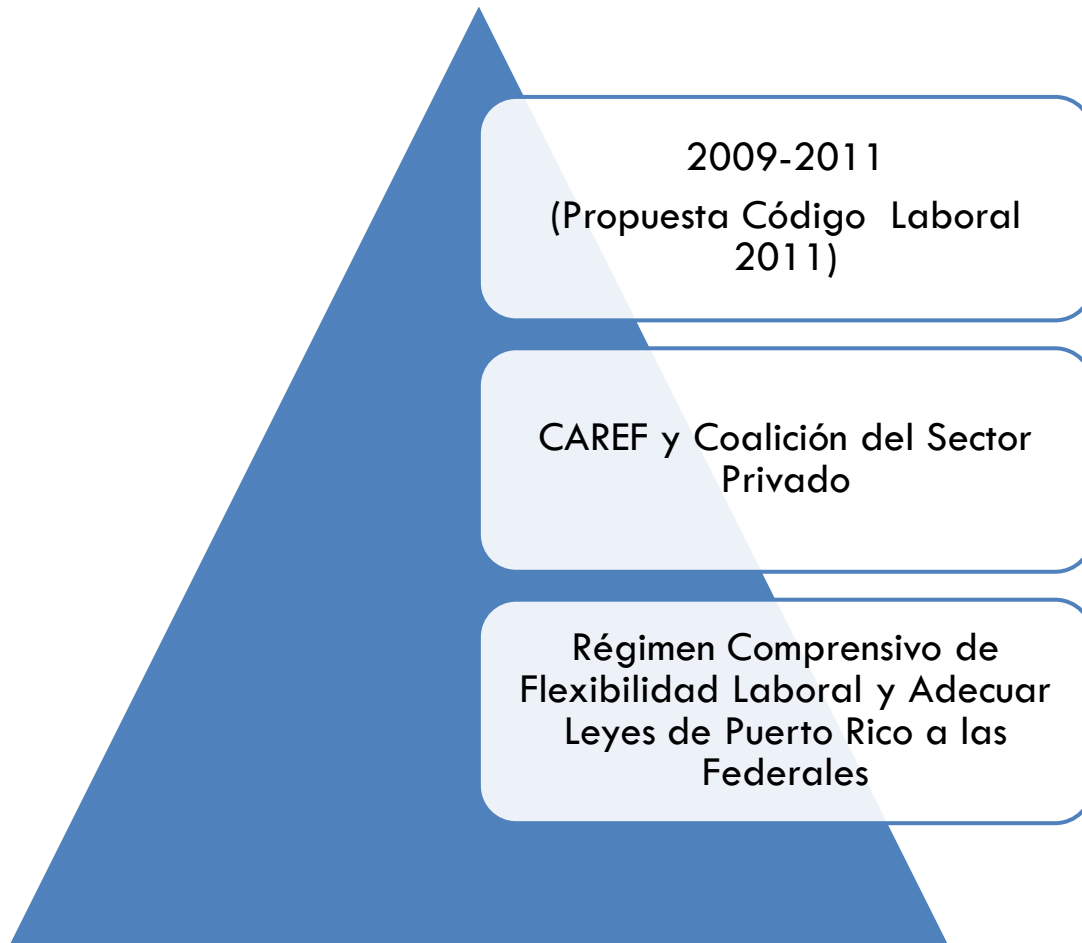 2009-2011
(Propuesta Código Laboral
2011)
CAREF y Coalición del Sector
Privado
Régimen Comprensivo de
Flexibilidad Laboral y Adecuar
Leyes de Puerto Rico a las
Federales